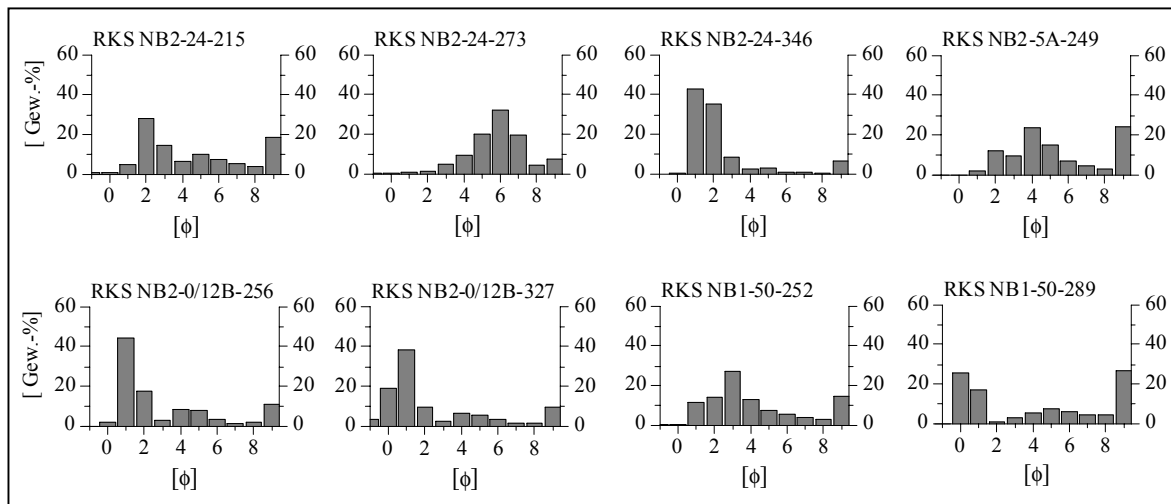 RKS NB2-24-215 RKS NB2-24-273 RKS NB2-24-346 RKS NB2-5A-249
60 60 60 60 60 60 60 60
40 40 40 40 40 40 40 40
[ Gew.-%]
20 20 20 20 20 20 20 20
0 0 0 0 0 0 0 0
0 2 4 6 8 0 2 4 6 8 0 2 4 6 8 0 2 4 6 8
[ϕ] [ϕ] [ϕ] [ϕ]
RKS NB2-0/12B-256 RKS NB2-0/12B-327 RKS NB1-50-252 RKS NB1-50-289
60 60 60 60 60 60 60 60
40 40 40 40 40 40 40 40
[ Gew.-%]
20 20 20 20 20 20 20 20
0 0 0 0 0 0 0 0
0 2 4 6 8 0 2 4 6 8 0 2 4 6 8 0 2 4 6 8
[ϕ] [ϕ] [ϕ] [ϕ]